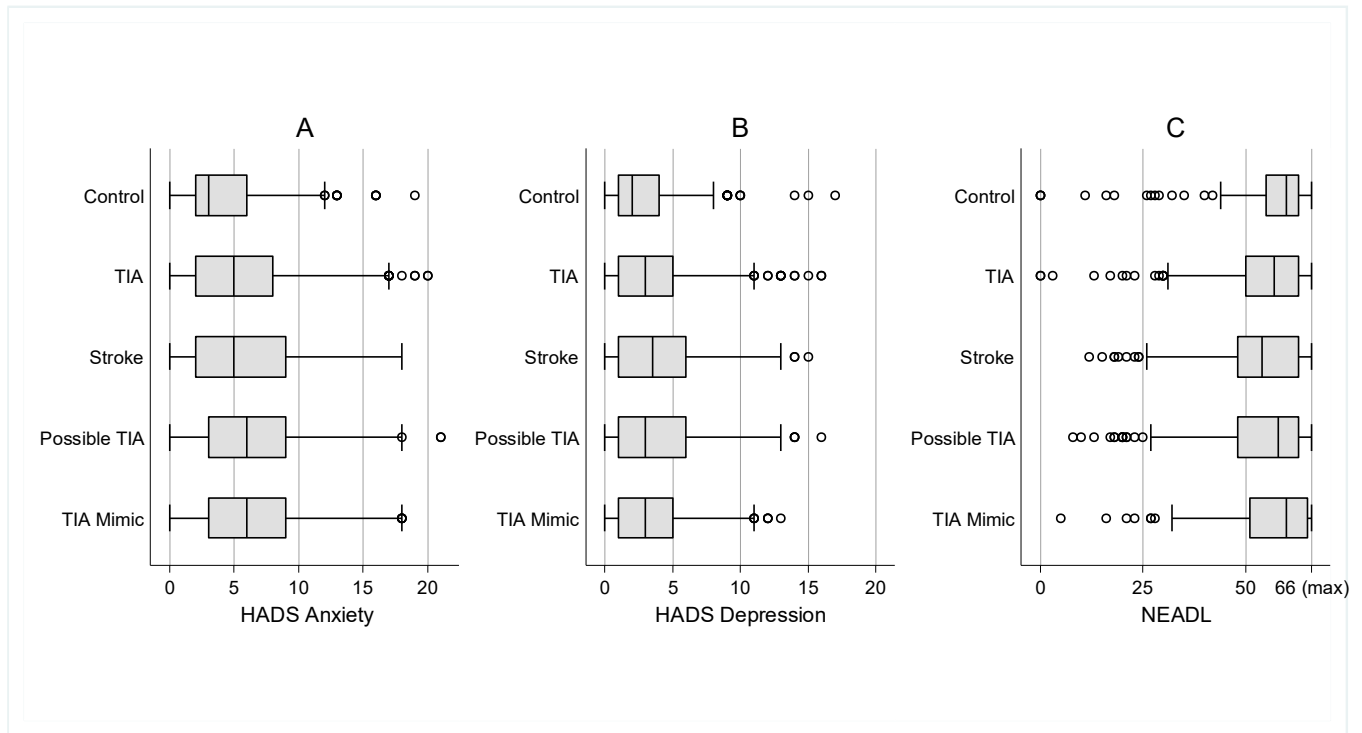 A
Control
TIA
Stroke
Possible TIA
TIA Mimic
0 5 10 15 20
HADS Anxiety
B
Control
TIA
Stroke
Possible TIA
TIA Mimic
0 5 10 15 20
HADS Depression
C
Control
TIA
Stroke
Possible TIA
TIA Mimic
0 25 50 66 (max)
NEADL